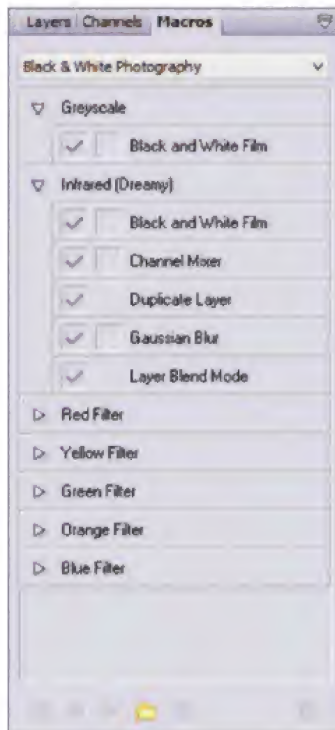 Layers Channels Macros
Black & White Photography
Greyscale
Black and White Film
Infrared (Dreamy)
Black and White Film
Channel Mixer
Duplicate Layer
Gaussian Blur
Layer Blend Mode
Red Filter
Yellow Filter
Green Filter
Orange Filter
Blue Filter